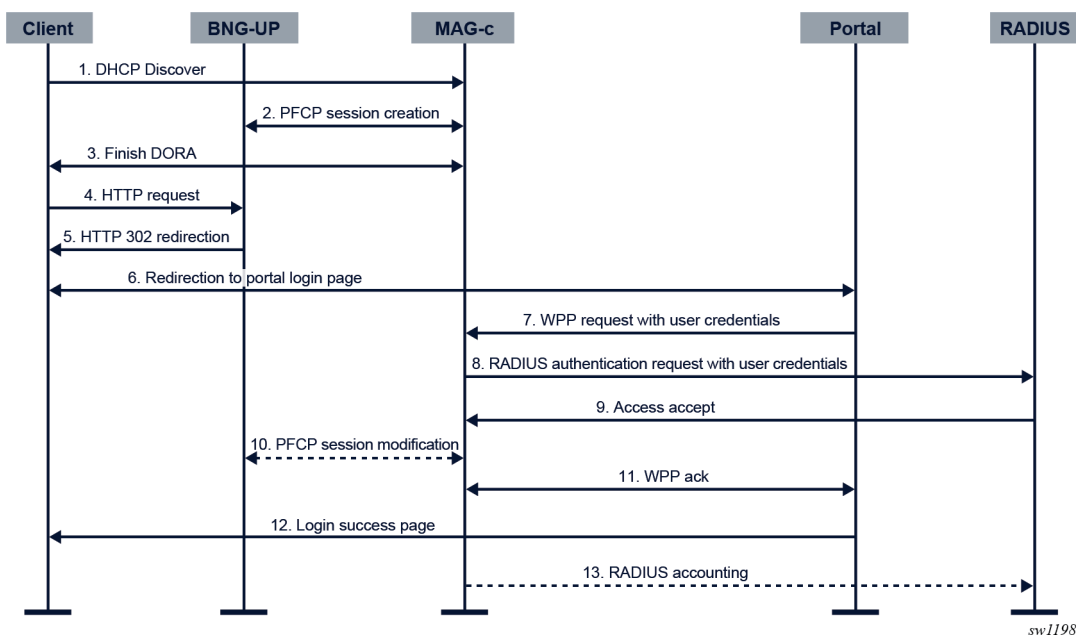 Client
BNG-UP
MAG-c
Portal
RADIUS
1. DHCP Discover
2. PFCP session creation
3. Finish DORA
4. HTTP request
5. HTTP 302 redirection
6. Redirection to portal login page
7. WPP request with user credentials
8. RADIUS authentication request with user credentials
9. Access accept
10. PFCP session modification
11. WPP ack
12. Login success page
13. RADIUS accounting
sw1198